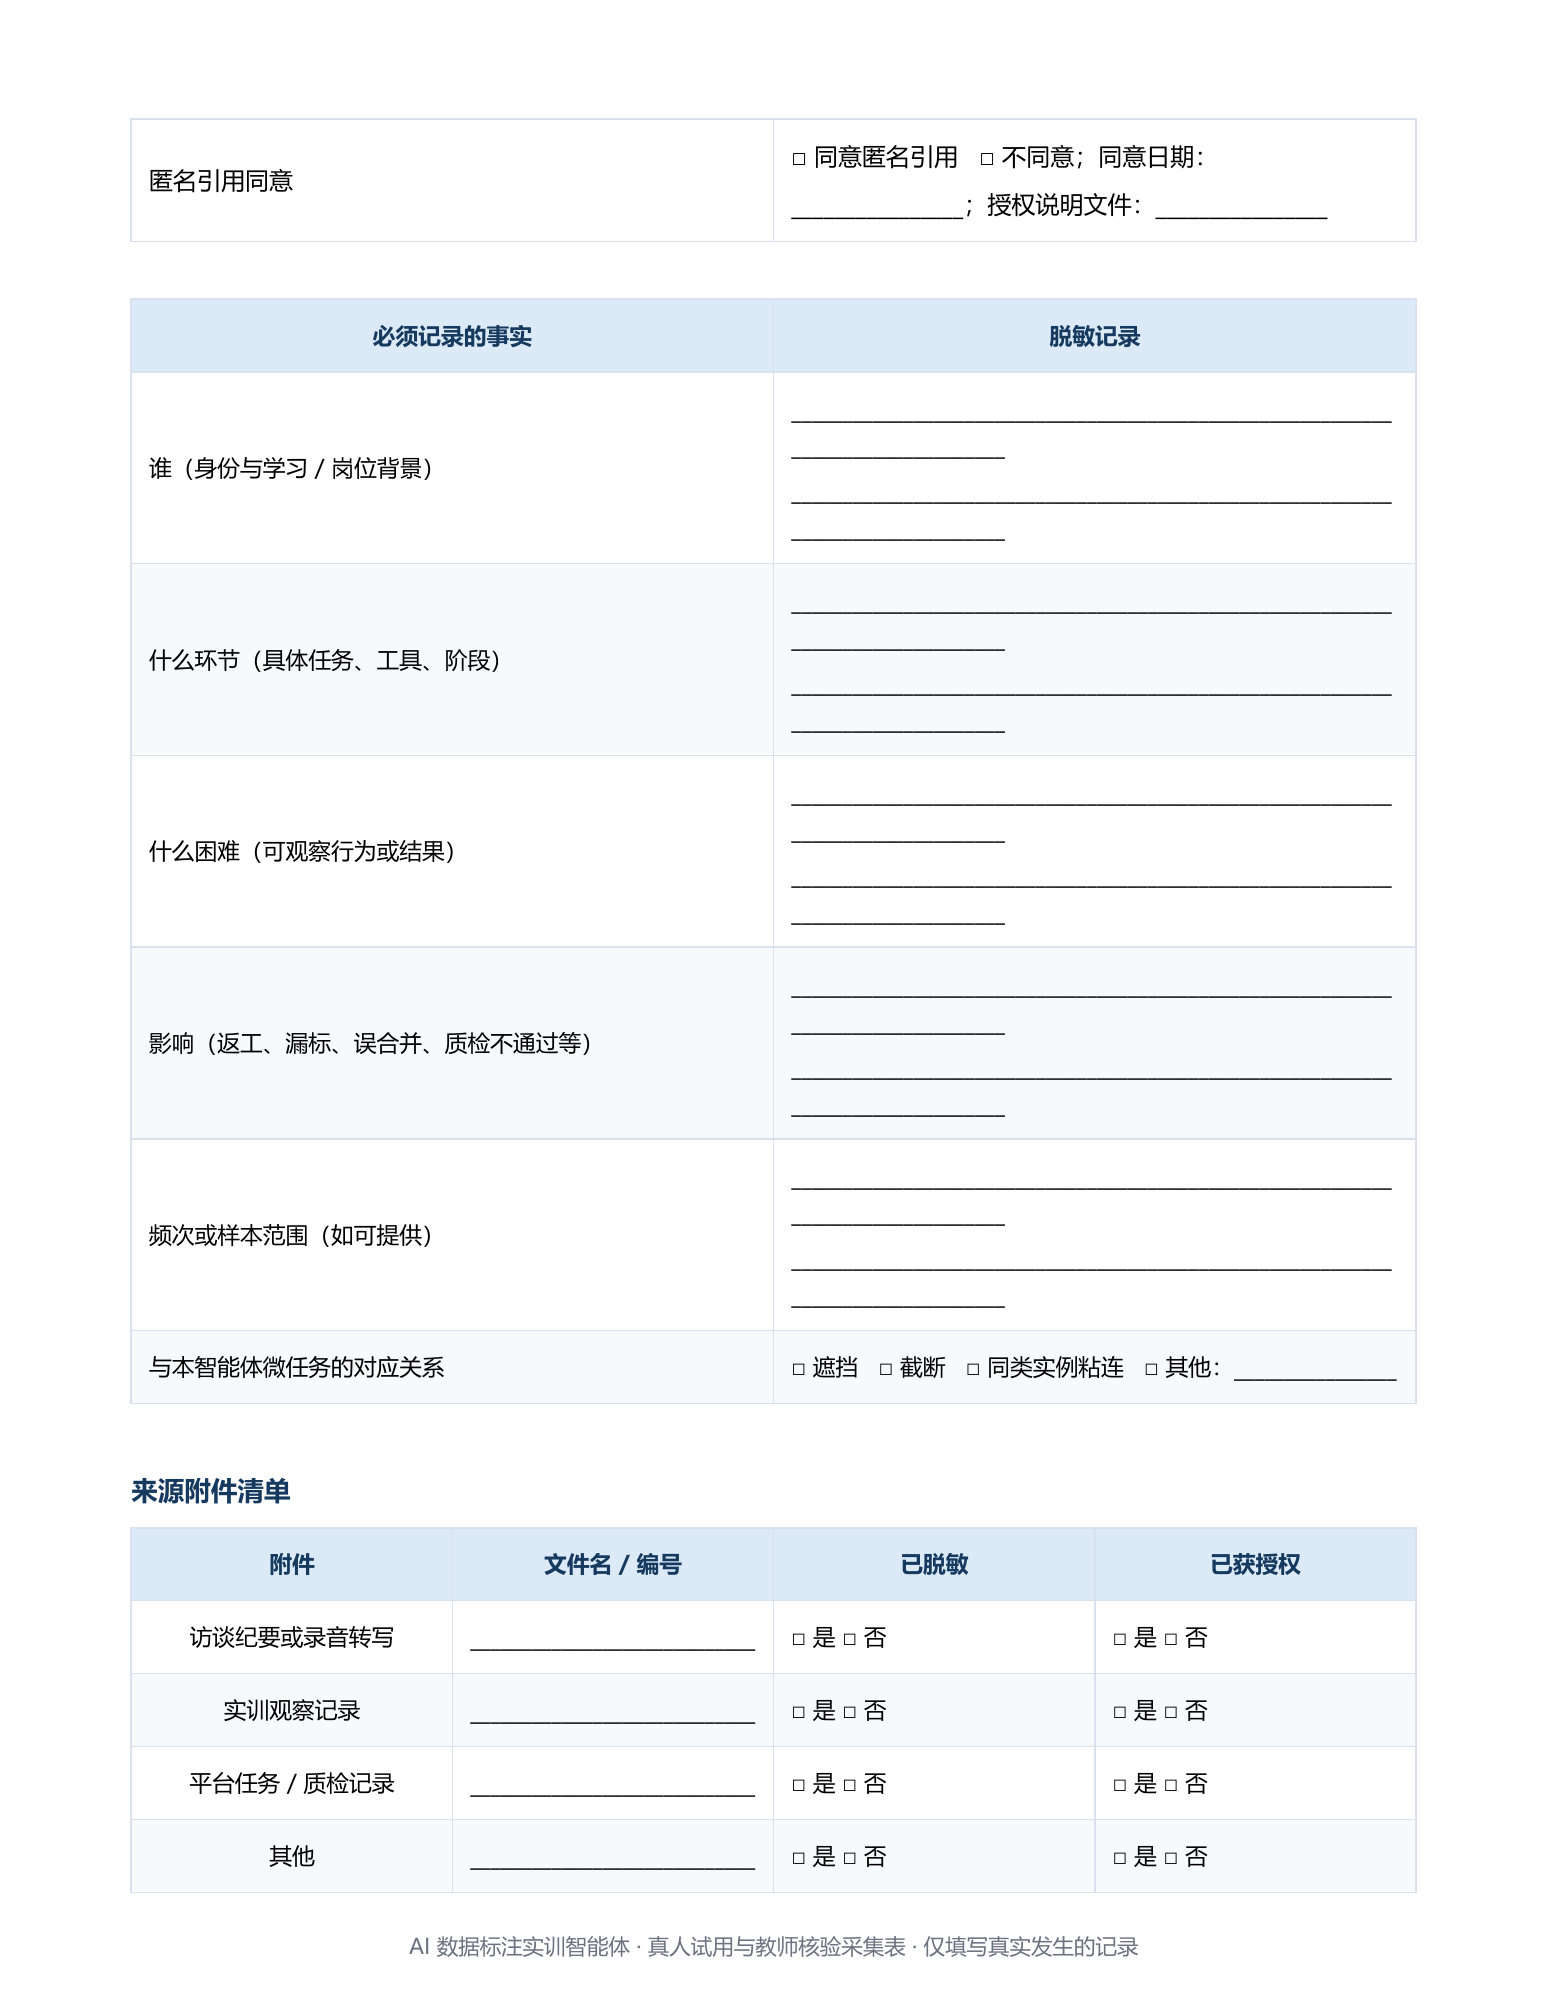 匿名引用同意
□ 同意匿名引用 □ 不同意；同意日期：
________________；授权说明文件：________________
必须记录的事实 脱敏记录
谁（身份与学习 / 岗位背景）
什么环节（具体任务、工具、阶段）
什么困难（可观察行为或结果）
影响（返工、漏标、误合并、质检不通过等）
频次或样本范围（如可提供）
与本智能体微任务的对应关系 □ 遮挡 □ 截断 □ 同类实例粘连 □ 其他：________________
来源附件清单
附件 文件名 / 编号 已脱敏 已获授权
访谈纪要或录音转写 ____________________________ □ 是 □ 否 □ 是 □ 否
实训观察记录 ____________________________ □ 是 □ 否 □ 是 □ 否
平台任务 / 质检记录 ____________________________ □ 是 □ 否 □ 是 □ 否
其他 ____________________________ □ 是 □ 否 □ 是 □ 否
AI 数据标注实训智能体 · 真人试用与教师核验采集表 · 仅填写真实发生的记录